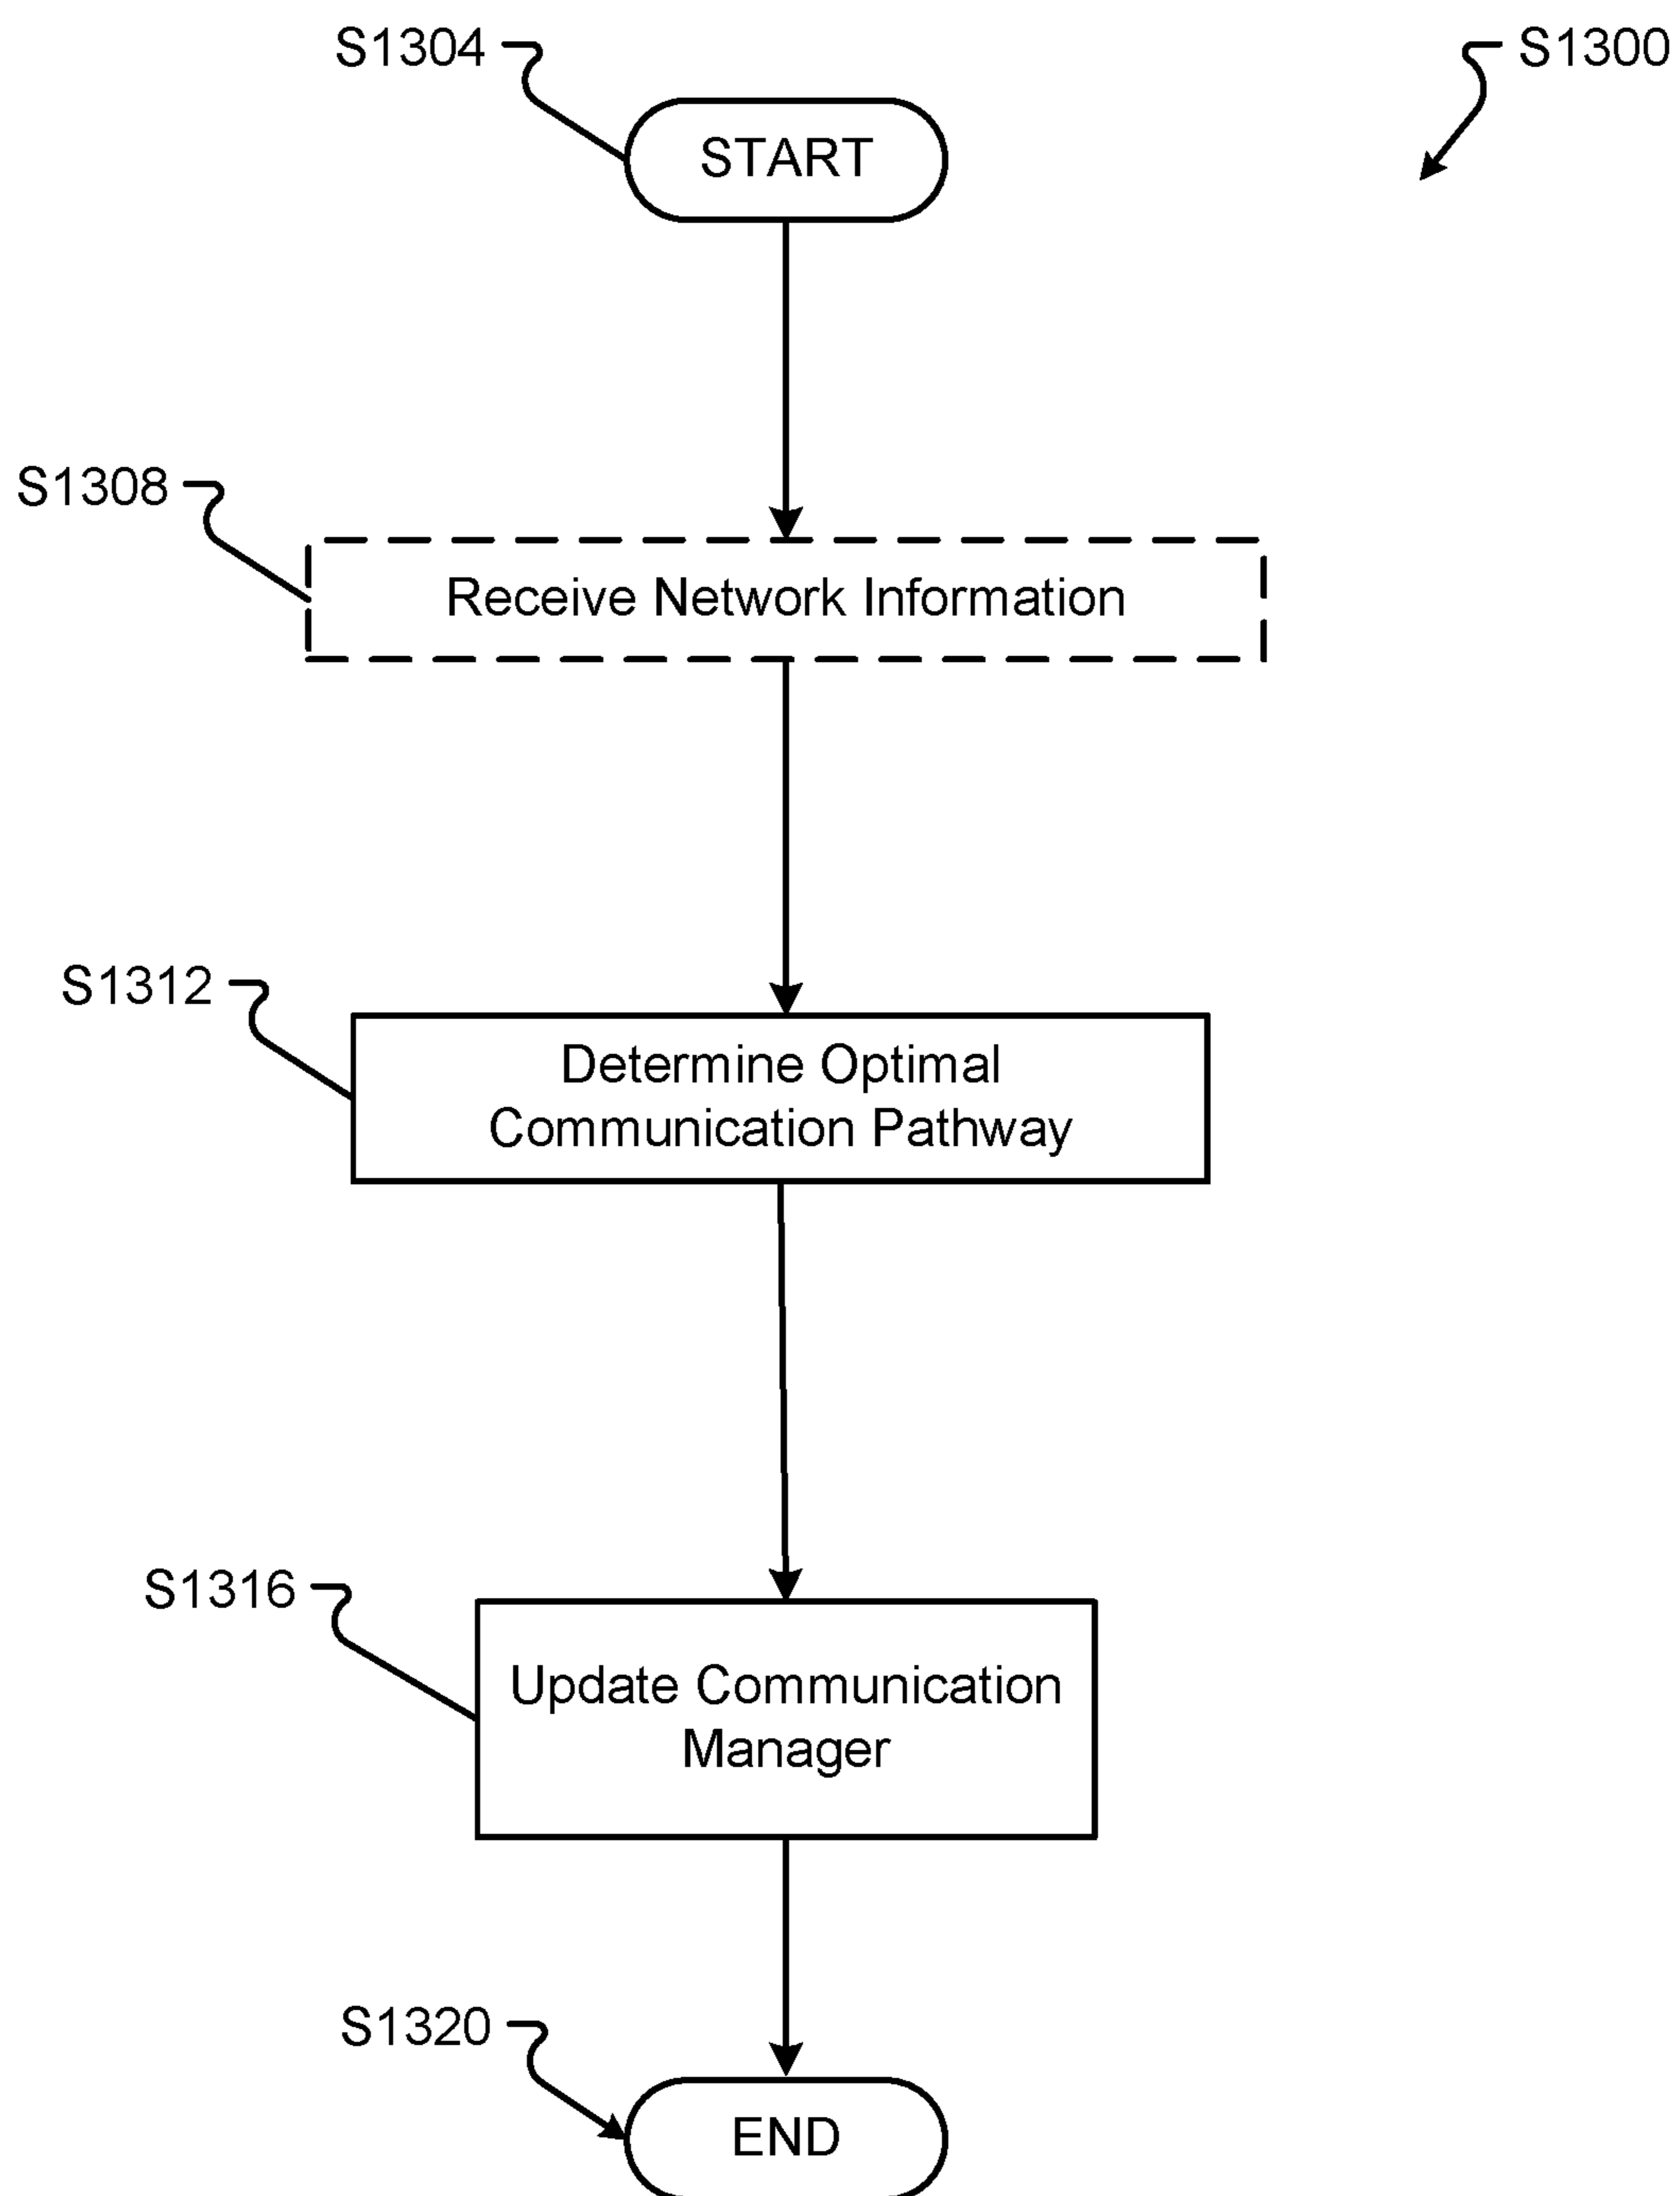 S1304
S1300
START
S1308
Receive Network Information
S1312
Determine Optimal
Communication Pathway
S1316
Update Communication
Manager
S1320
END